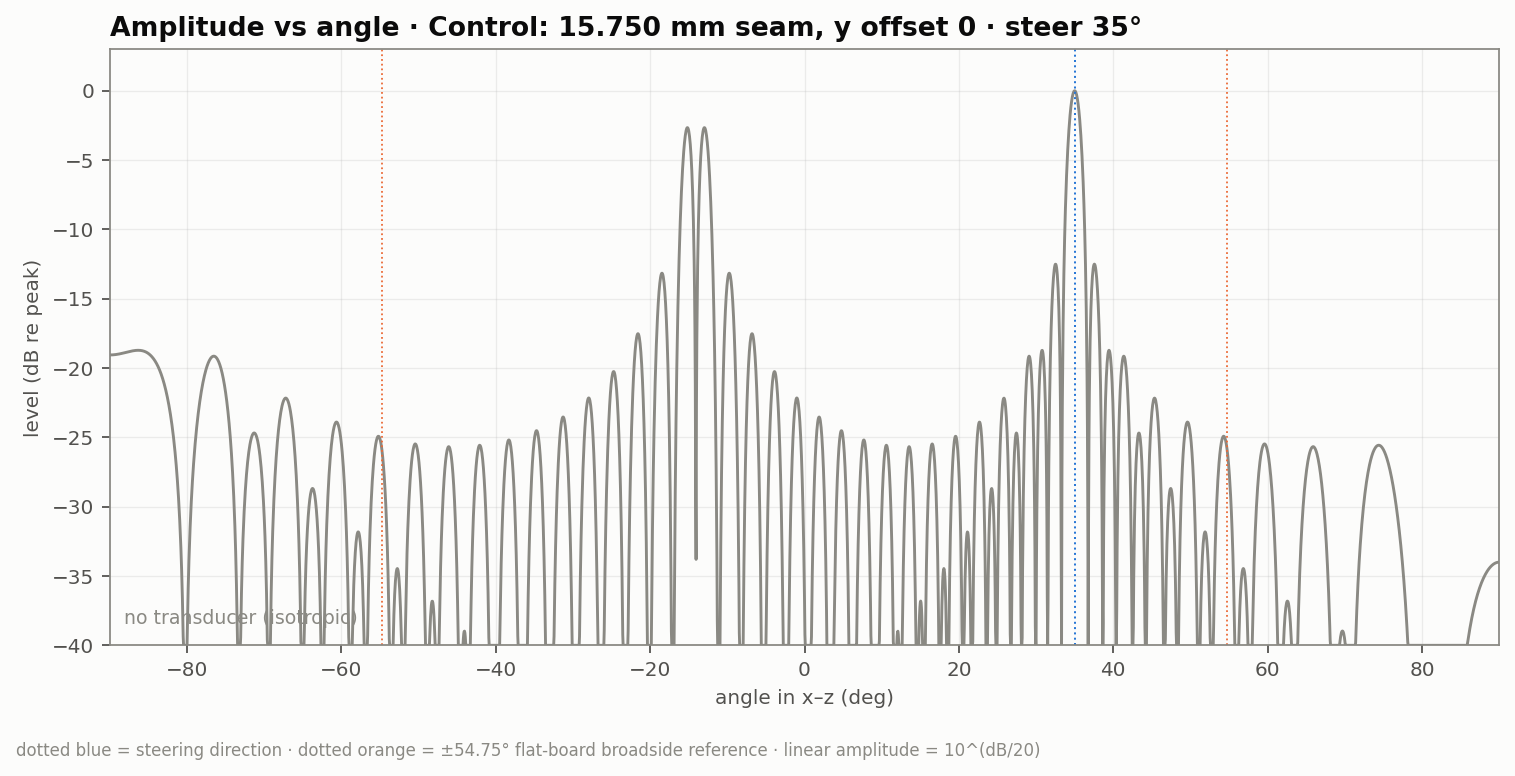 Amplitude vs angle · Control: 15.750 mm seam, y offset 0 · steer 35°
level (dB re peak)
0
−5
−10
−15
−20
−25
−30
−35
−40
no transducer (isotropic)
−80 −60 −40 −20 0 20 40 60 80
angle in x–z (deg)
dotted blue = steering direction · dotted orange = ±54.75° flat-board broadside reference · linear amplitude = 10^(dB/20)